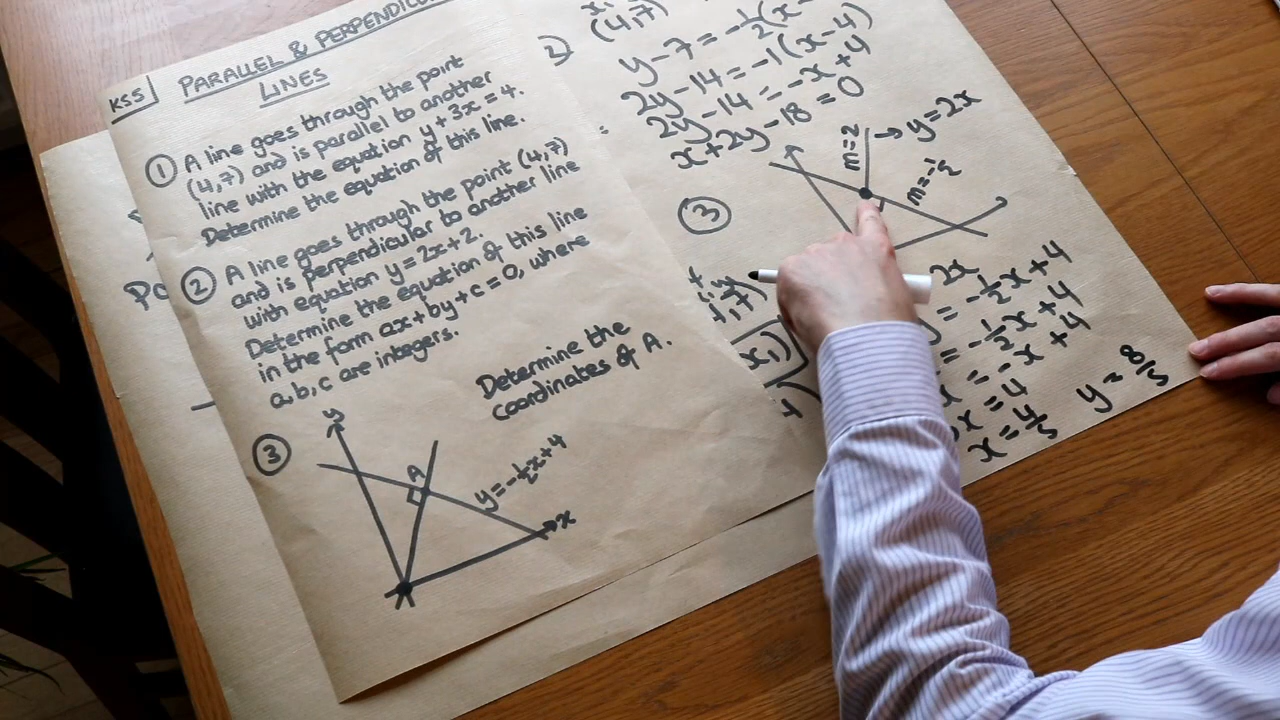 KS5
PARALLEL & PERPENDICU
LINES
1 A line goes through the point
(4,7) and is parallel to another
line with the equation y + 3x = 4.
Determine the equation of this line.
2 A line goes through the point (4,7)
and is perpendicular to another line
with equation y = 2x + 2.
Determine the equation of this line
in the form ax + by + c = 0, where
a, b, c are integers.
Determine the
coordinates of A.
3
y
A
y = -1/2x + 4
x
2)
(4,7)
y - 7 = -1/2(x -
2y - 14 = -1(x - 4)
2y - 14 = -x + 4
x + 2y - 18 = 0
3
m = 2
y = 2x
m = -1/2
2x
= -1/2x + 4
= -1/2x + 4
= -x + 4
x = 4
x = 4/5
y = 8/5